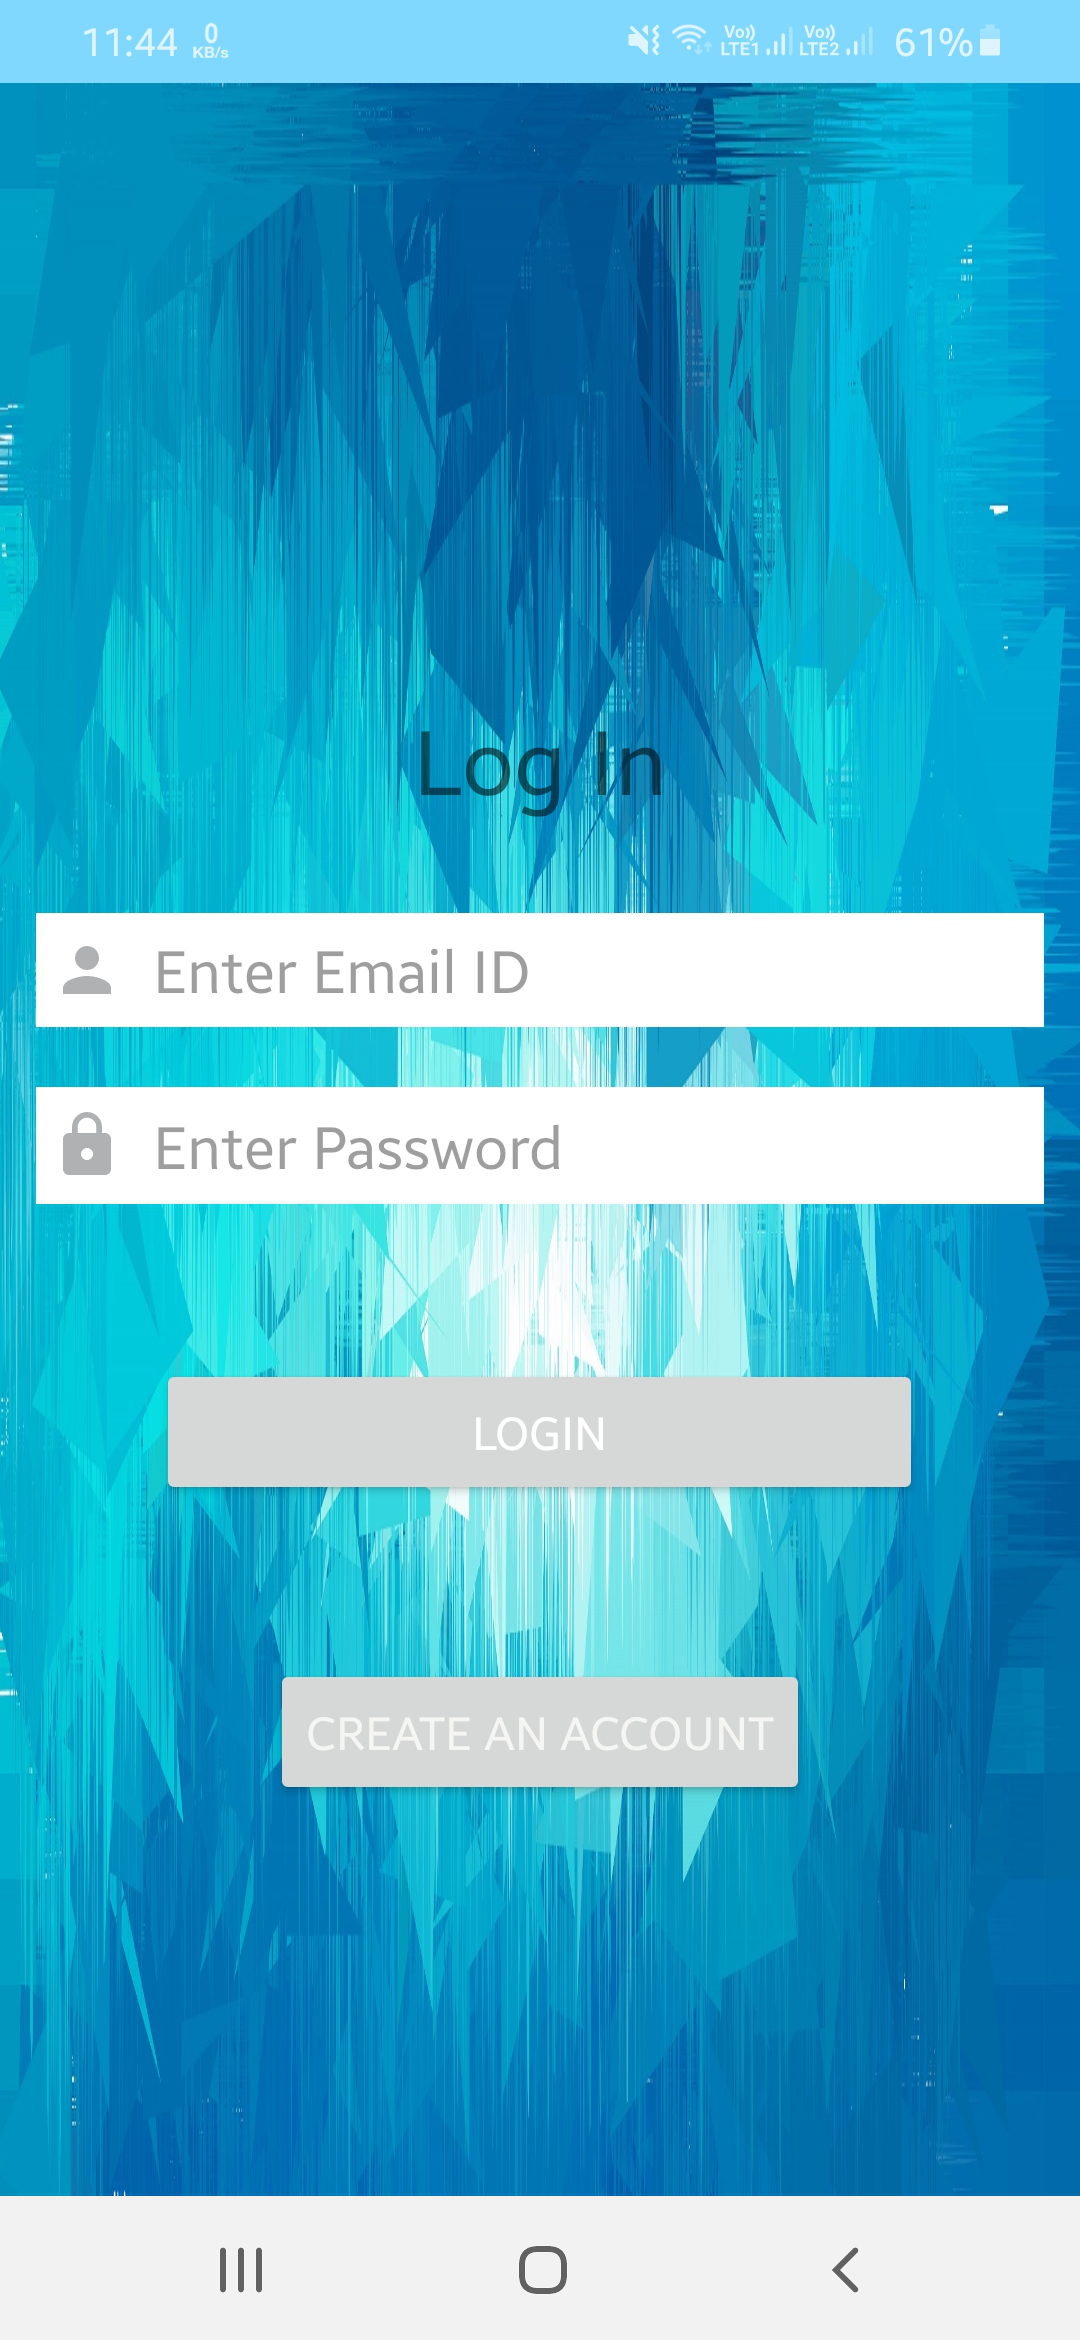 11:44 0 KB/s Vo)) LTE1 Vo)) LTE2 61%
Log In
Enter Email ID
Enter Password
LOGIN
CREATE AN ACCOUNT